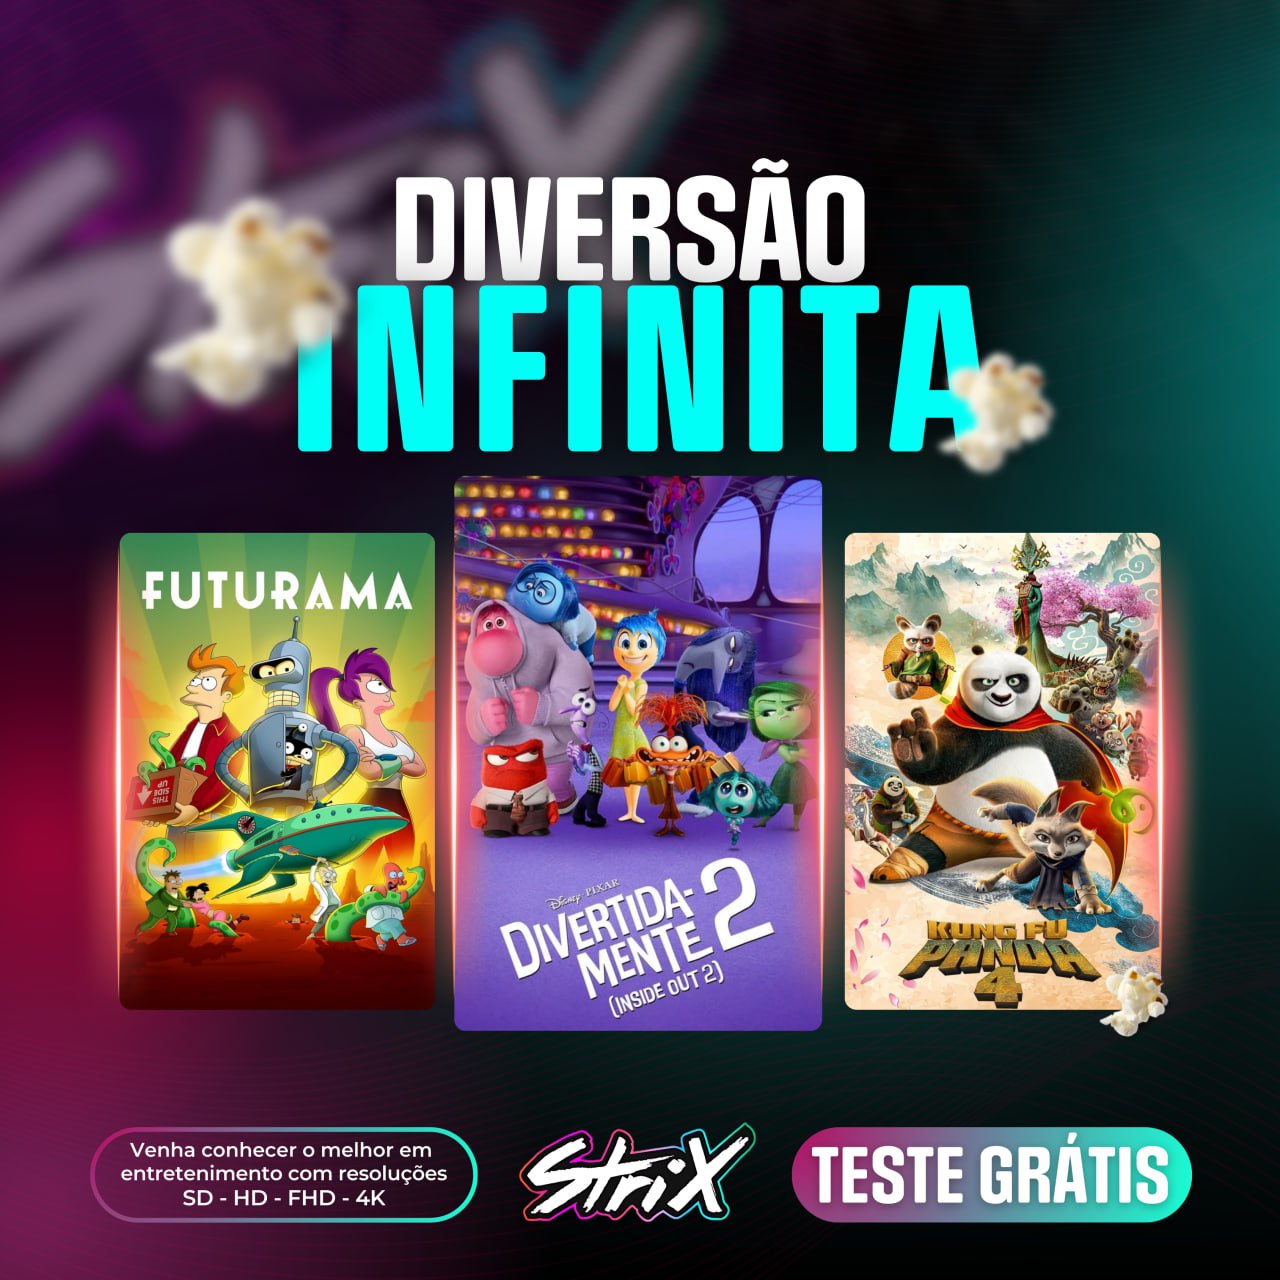 StriX
DIVERSÃO
INFINITA
FUTURAMA
THIS
SIDE
UP
Disney · PIXAR
DIVERTIDA-
MENTE 2
(INSIDE OUT 2)
KUNG FU
PANDA
4
Venha conhecer o melhor em
entretenimento com resoluções
SD - HD - FHD - 4K
StriX
TESTE GRÁTIS